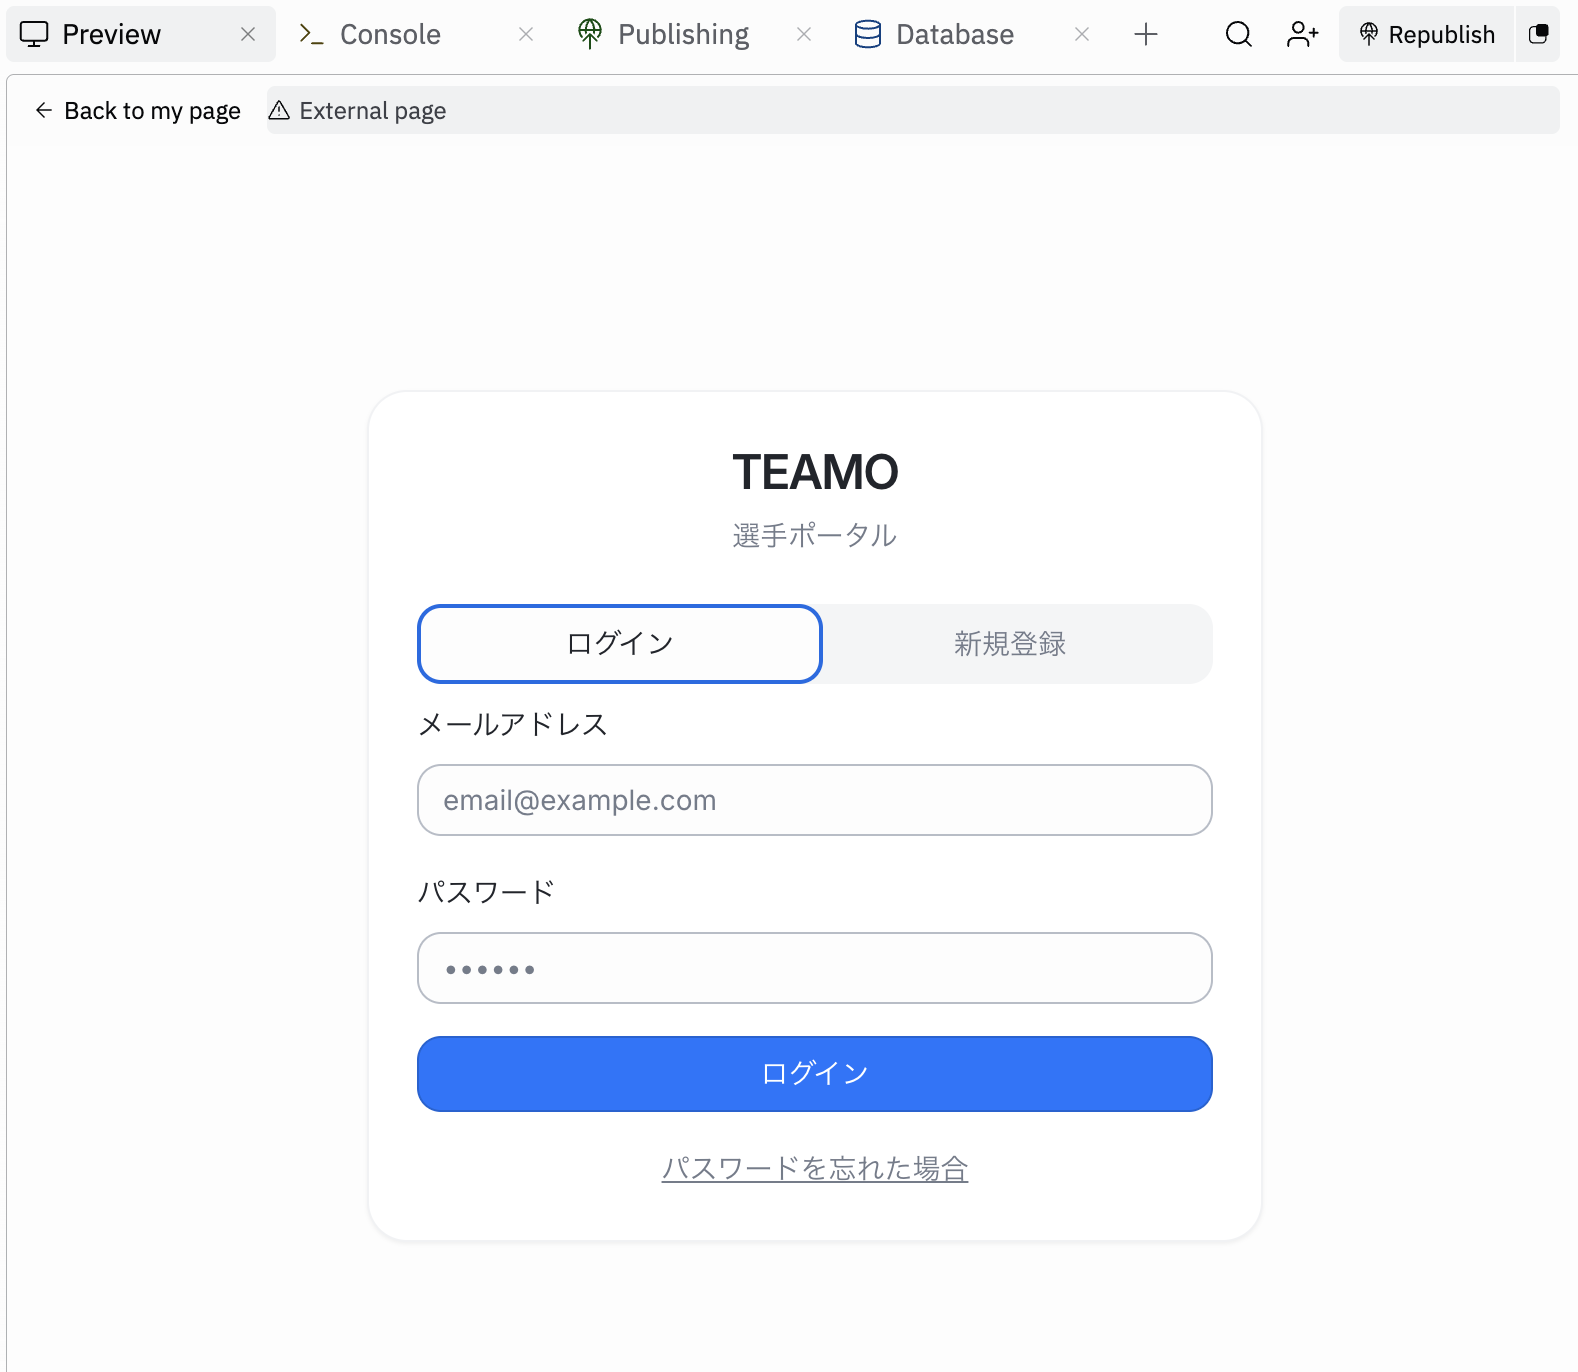 Preview
Console
Publishing
Database
Republish
Back to my page
External page
TEAMO
選手ポータル
ログイン
新規登録
メールアドレス
email@example.com
パスワード
••••••
ログイン
パスワードを忘れた場合